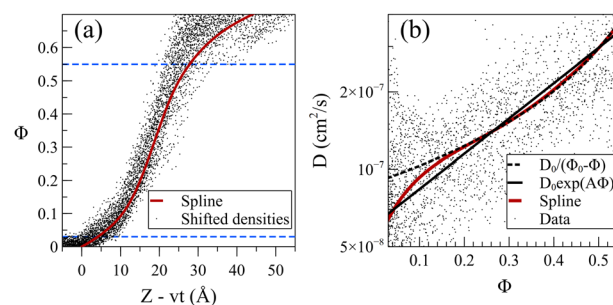 (a)
0.6
0.5
0.4
0.3
0.2
0.1
0
Φ
Spline
Shifted densities
0 10 20 30 40 50
Z - vt (Å)
(b)
2×10⁻⁷
1×10⁻⁷
5×10⁻⁸
D (cm²/s)
D₀/(Φ₀-Φ)
D₀exp(AΦ)
Spline
Data
0.1 0.2 0.3 0.4 0.5
Φ